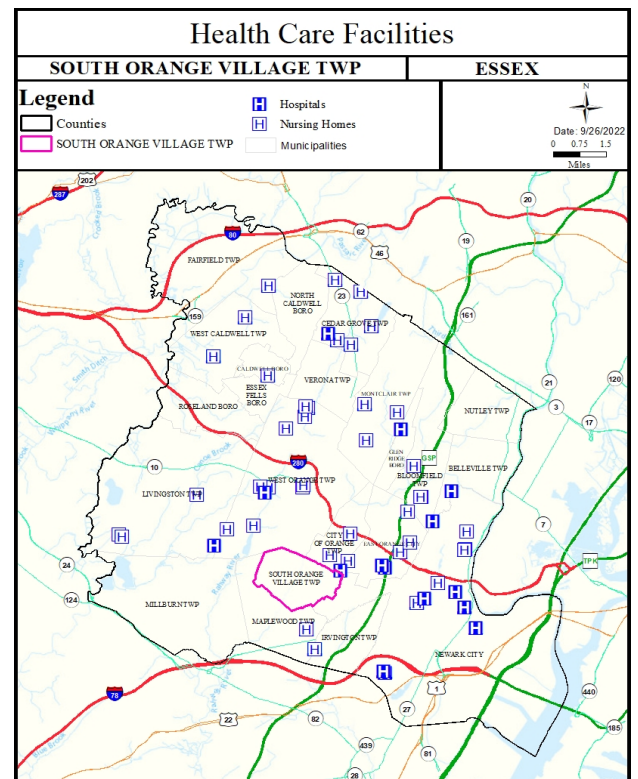 Health Care Facilities
SOUTH ORANGE VILLAGE TWP
ESSEX
Legend
Counties
SOUTH ORANGE VILLAGE TWP
H Hospitals
H Nursing Homes
Municipalities
N
Date: 9/26/2022
0 0.75 1.5
Miles
202
287
20
62
19
80
46
FAIRFIELD TWP
NORTH
CALDWELL
BORO
23
159
CEDAR GROVE TWP
161
WEST CALDWELL TWP
CALDWELL BORO
VERONA TWP
ESSEX
FELLS
BORO
21
120
MONTCLAIR TWP
ROSELAND BORO
NUTLEY TWP
3
17
GLEN
RIDGE
BORO
GSP
280
10
WEST ORANGE TWP
BLOOMFIELD
TWP
BELLEVILLE TWP
LIVINGSTON TWP
7
CITY
OF ORANGE
TWP
EAST ORANGE CITY
TPK
24
SOUTH ORANGE
VILLAGE TWP
124
MILLBURN TWP
MAPLEWOOD TWP
IRVINGTON TWP
NEWARK CITY
78
1
440
22
82
27
185
439
81
28